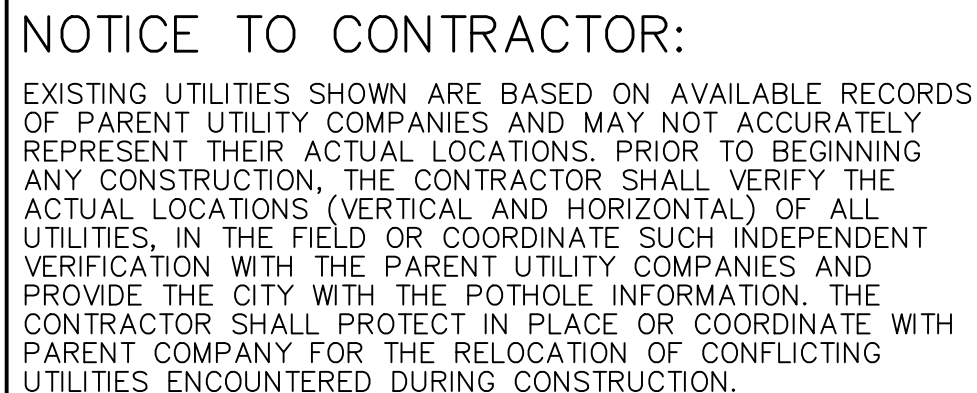 NOTICE TO CONTRACTOR:
EXISTING UTILITIES SHOWN ARE BASED ON AVAILABLE RECORDS
OF PARENT UTILITY COMPANIES AND MAY NOT ACCURATELY
REPRESENT THEIR ACTUAL LOCATIONS. PRIOR TO BEGINNING
ANY CONSTRUCTION, THE CONTRACTOR SHALL VERIFY THE
ACTUAL LOCATIONS (VERTICAL AND HORIZONTAL) OF ALL
UTILITIES, IN THE FIELD OR COORDINATE SUCH INDEPENDENT
VERIFICATION WITH THE PARENT UTILITY COMPANIES AND
PROVIDE THE CITY WITH THE POTHOLE INFORMATION. THE
CONTRACTOR SHALL PROTECT IN PLACE OR COORDINATE WITH
PARENT COMPANY FOR THE RELOCATION OF CONFLICTING
UTILITIES ENCOUNTERED DURING CONSTRUCTION.